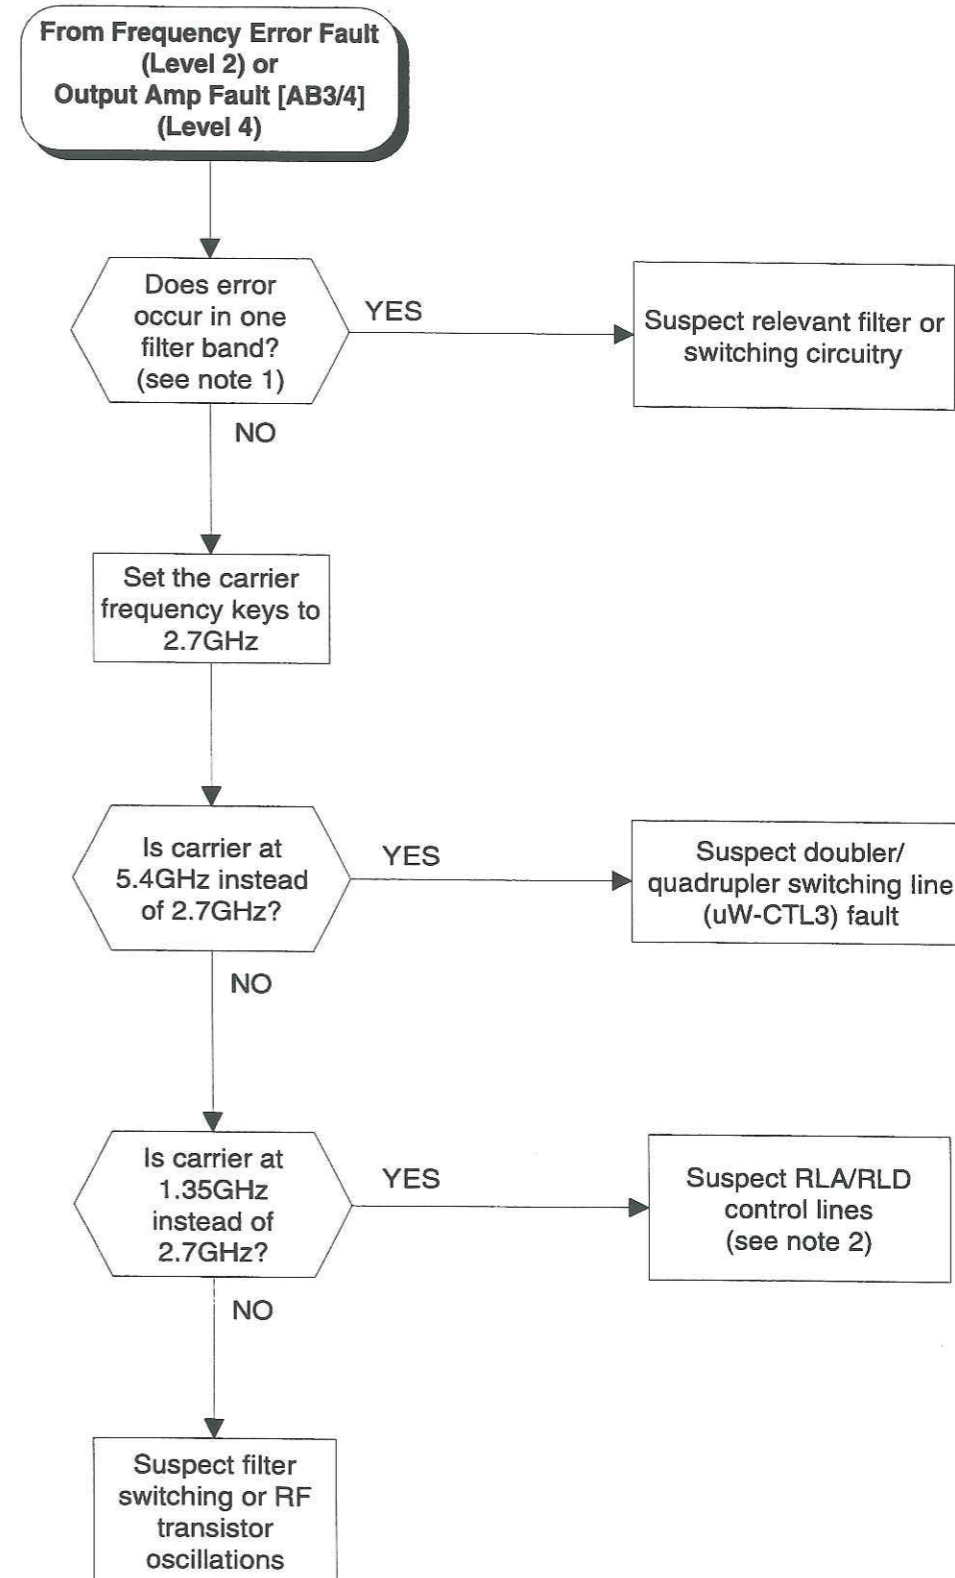 From Frequency Error Fault
(Level 2) or
Output Amp Fault [AB3/4]
(Level 4)
Does error
occur in one
filter band?
(see note 1)
YES
Suspect relevant filter or
switching circuitry
NO
Set the carrier
frequency keys to
2.7GHz
Is carrier at
5.4GHz instead
of 2.7GHz?
YES
Suspect doubler/
quadrupler switching line
(uW-CTL3) fault
NO
Is carrier at
1.35GHz
instead of
2.7GHz?
YES
Suspect RLA/RLD
control lines
(see note 2)
NO
Suspect filter
switching or RF
transistor
oscillations